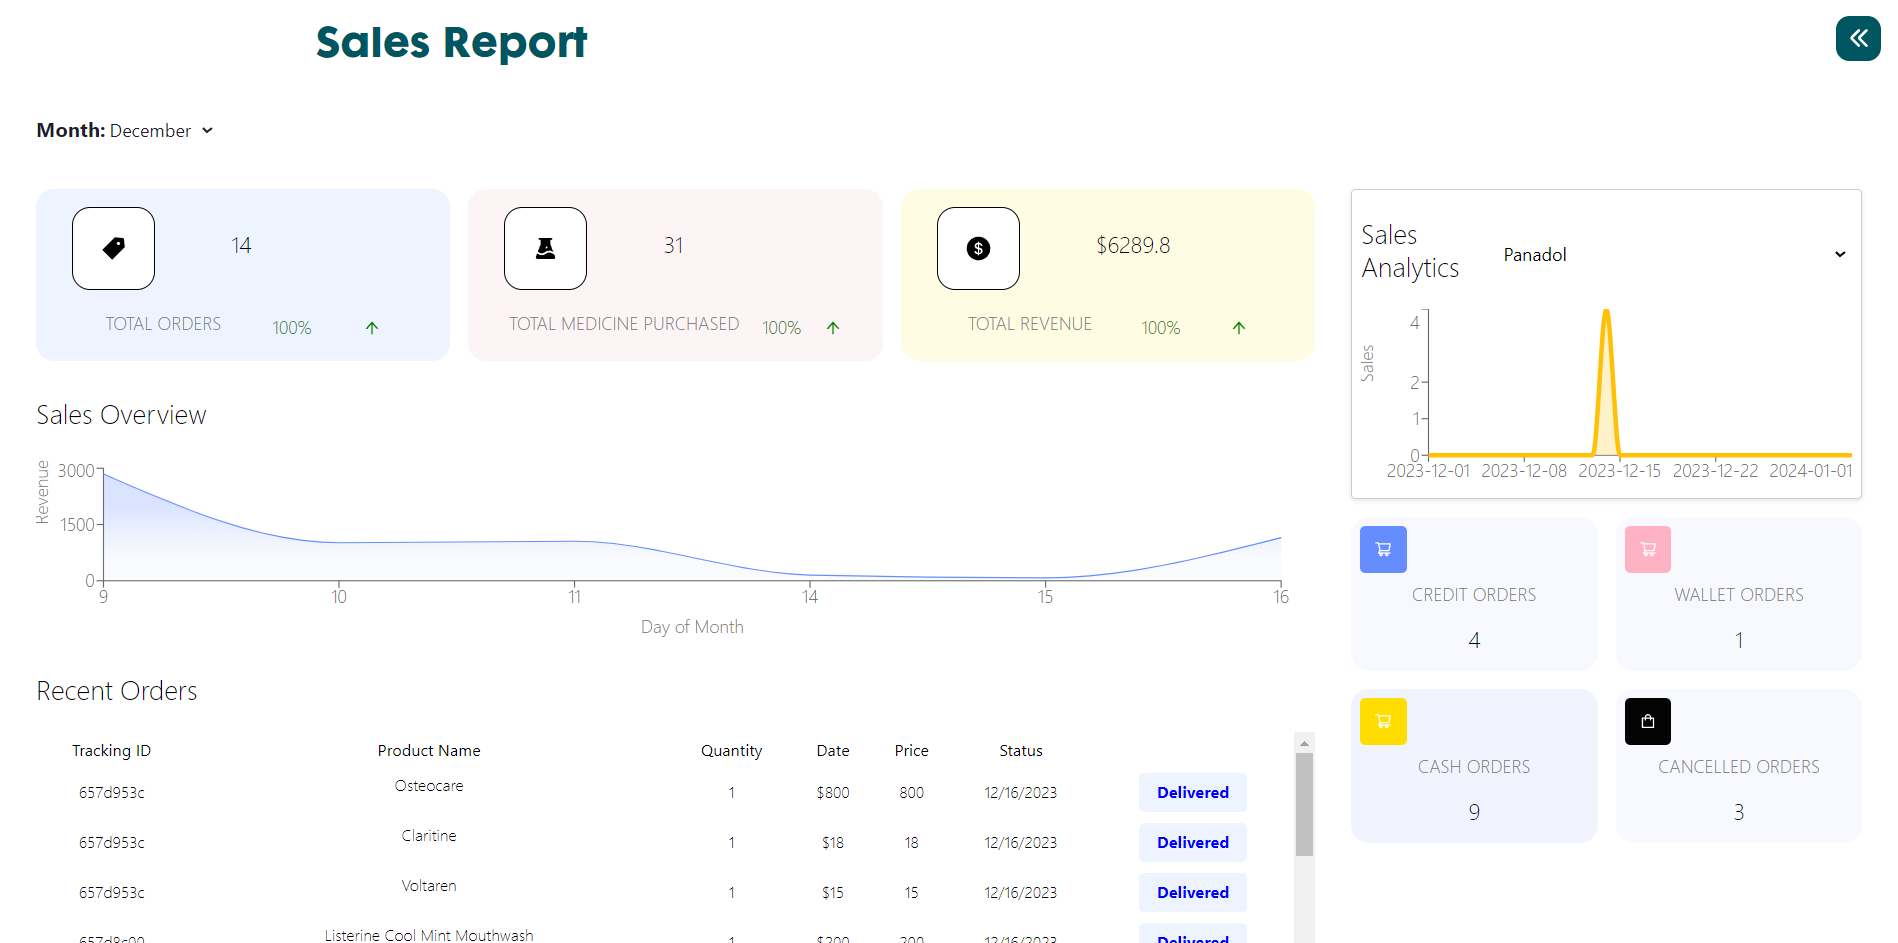 Sales Report
Month: December
14
TOTAL ORDERS 100%
31
TOTAL MEDICINE PURCHASED 100%
$6289.8
TOTAL REVENUE 100%
Sales Overview
Revenue
3000
1500
0
9 10 11 14 15 16
Day of Month
Recent Orders
Tracking ID Product Name Quantity Date Price Status
657d953c Osteocare 1 $800 800 12/16/2023 Delivered
657d953c Claritine 1 $18 18 12/16/2023 Delivered
657d953c Voltaren 1 $15 15 12/16/2023 Delivered
657d8c00 Listerine Cool Mint Mouthwash 1 $200 200 12/16/2023 Delivered
Sales
Analytics
Panadol
Sales
4
2
1
0
2023-12-01 2023-12-08 2023-12-15 2023-12-22 2024-01-01
CREDIT ORDERS
4
WALLET ORDERS
1
CASH ORDERS
9
CANCELLED ORDERS
3